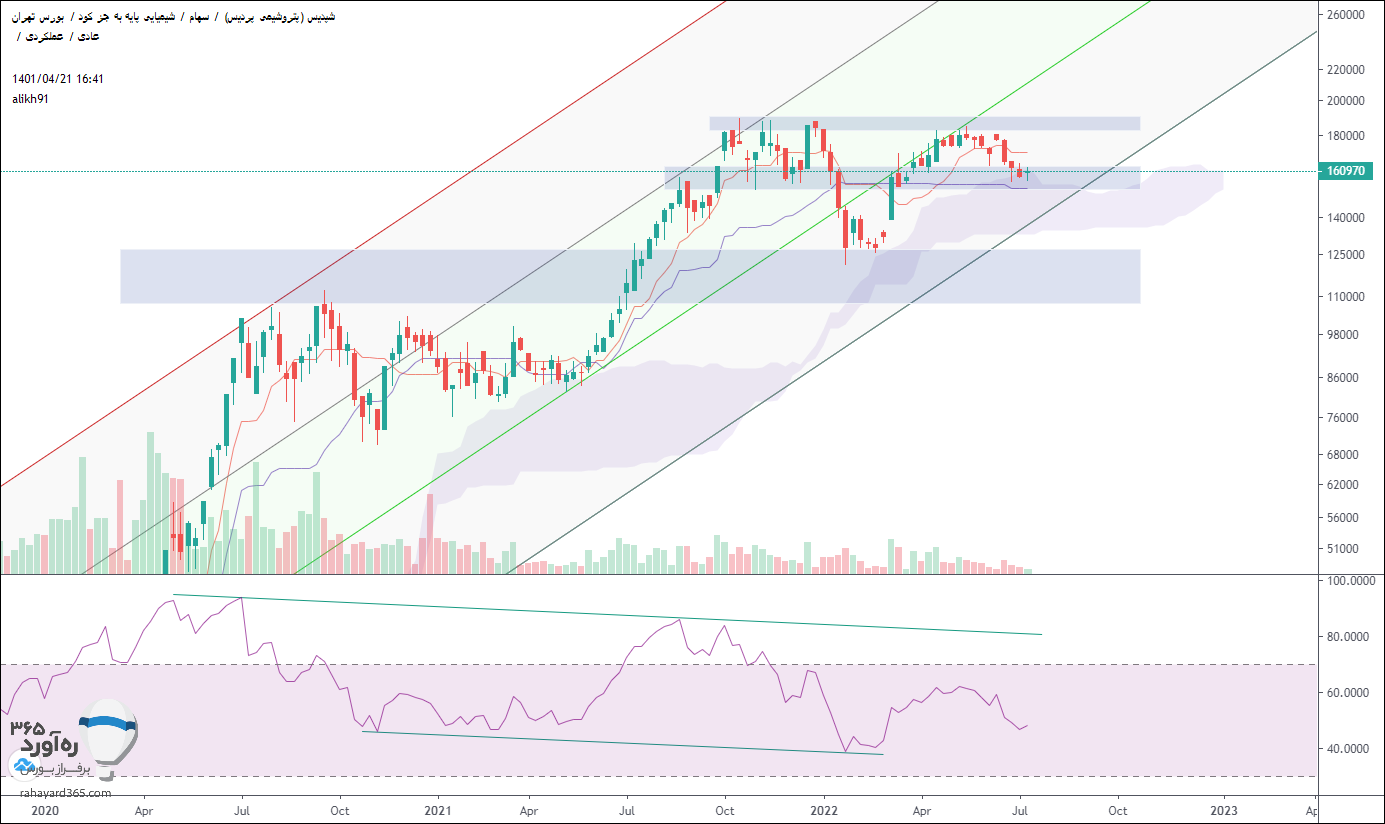 شپدیس (پتروشیمی پردیس) / سهام / شیمیایی پایه به جز کود / بورس تهران
عادی / عملکردی /
1401/04/21 16:41
alikh91
260000
220000
200000
180000
160970
140000
125000
110000
98000
86000
76000
68000
62000
56000
51000
100.0000
80.0000
60.0000
40.0000
ره‌آورد ۳۶۵
برفراز بورس
rahavard365.com
2020 Apr Jul Oct 2021 Apr Jul Oct 2022 Apr Jul Oct 2023 Ap